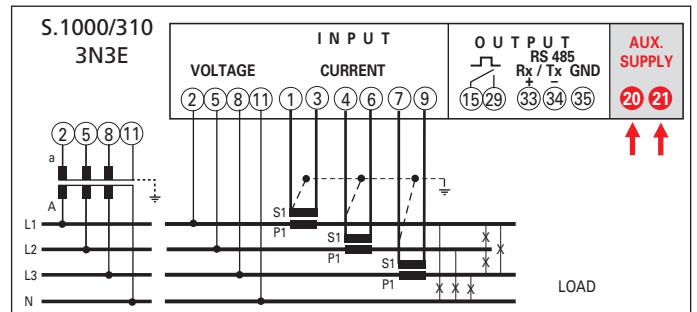 S.1000/310
3N3E
INPUT
VOLTAGE
CURRENT
OUTPUT
RS 485
Rx / Tx GND
+ −
AUX.
SUPPLY
2 5 8 11 1 3 4 6 7 9 15 29 33 34 35 20 21
2 5 8 11
a
A
S1
P1
S1
P1
S1
P1
L1
L2
L3
N
X
X X
X
X X X
LOAD